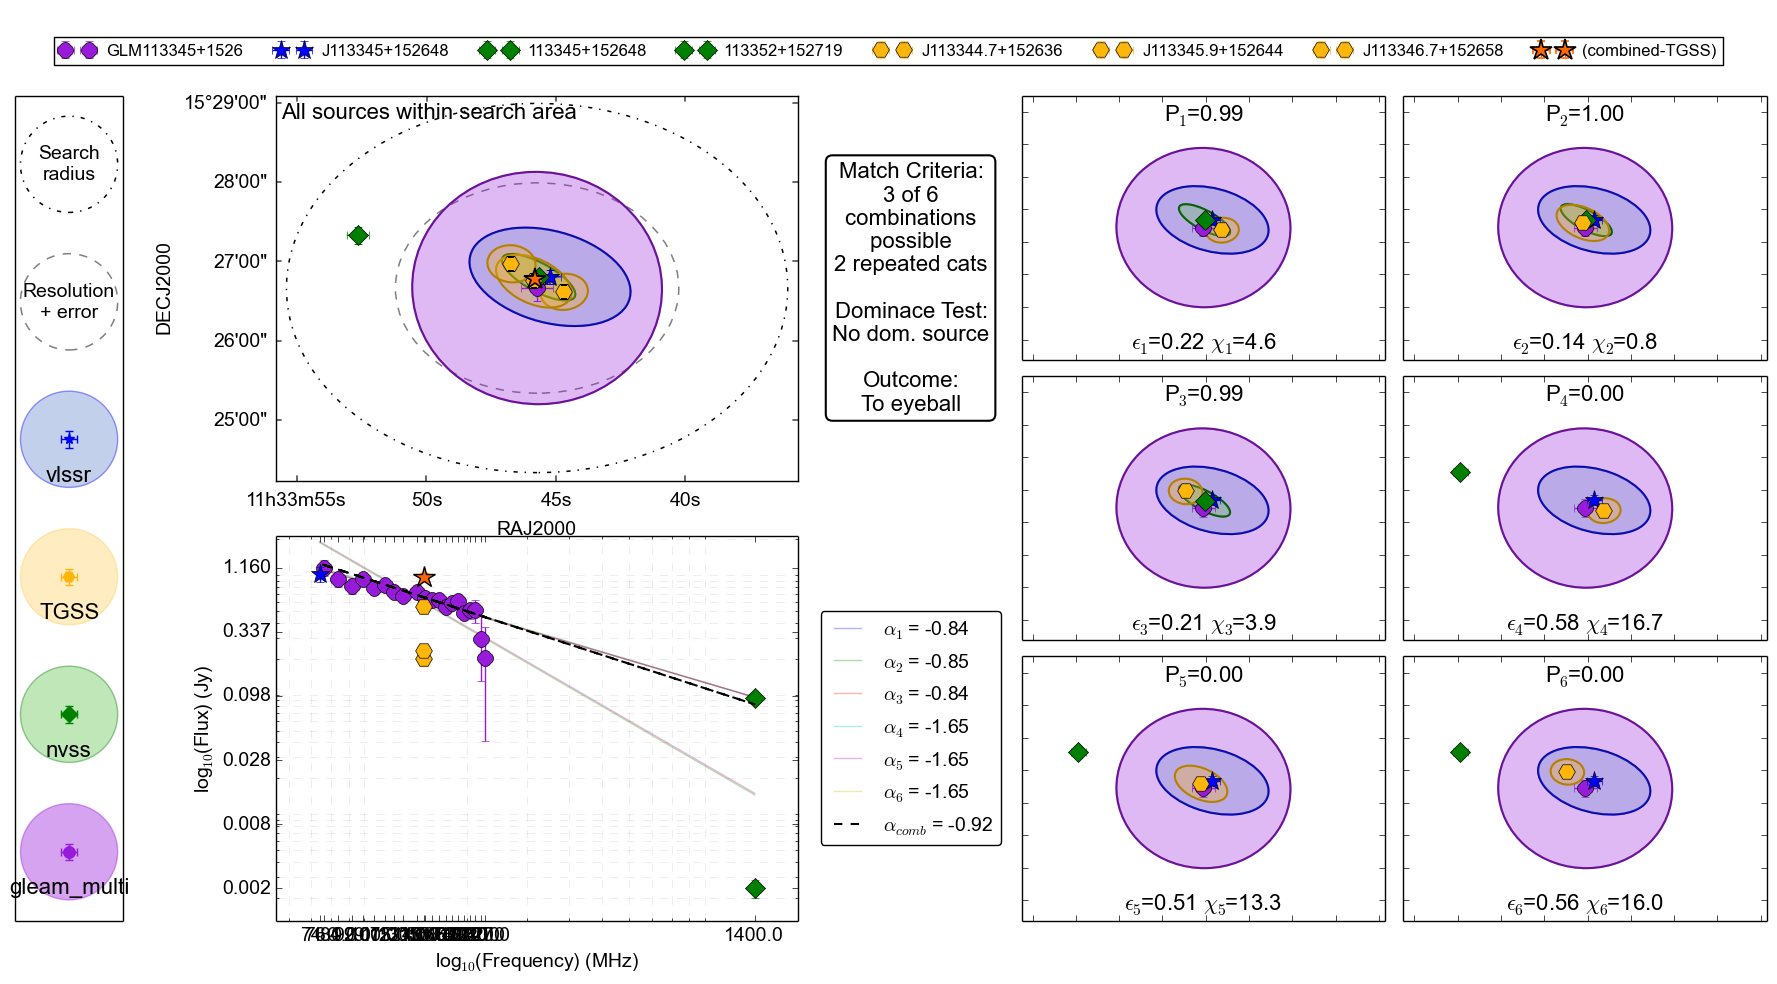 GLM113345+1526 J113345+152648 113345+152648 113352+152719 J113344.7+152636 J113345.9+152644 J113346.7+152658 (combined-TGSS)
Search
radius
Resolution
+ error
vlssr
TGSS
nvss
gleam_multi
All sources within search area
15°29'00"
28'00"
27'00"
26'00"
25'00"
DECJ2000
11h33m55s 50s 45s 40s
RAJ2000
Match Criteria:
3 of 6
combinations
possible
2 repeated cats
Dominace Test:
No dom. source
Outcome:
To eyeball
P1=0.99
ϵ1=0.22 χ1=4.6
P2=1.00
ϵ2=0.14 χ2=0.8
P3=0.99
ϵ3=0.21 χ3=3.9
P4=0.00
ϵ4=0.58 χ4=16.7
P5=0.00
ϵ5=0.51 χ5=13.3
P6=0.00
ϵ6=0.56 χ6=16.0
1.160
0.337
0.098
0.028
0.008
0.002
log10(Flux) (Jy)
1400.0
log10(Frequency) (MHz)
α1 = -0.84
α2 = -0.85
α3 = -0.84
α4 = -1.65
α5 = -1.65
α6 = -1.65
αcomb = -0.92